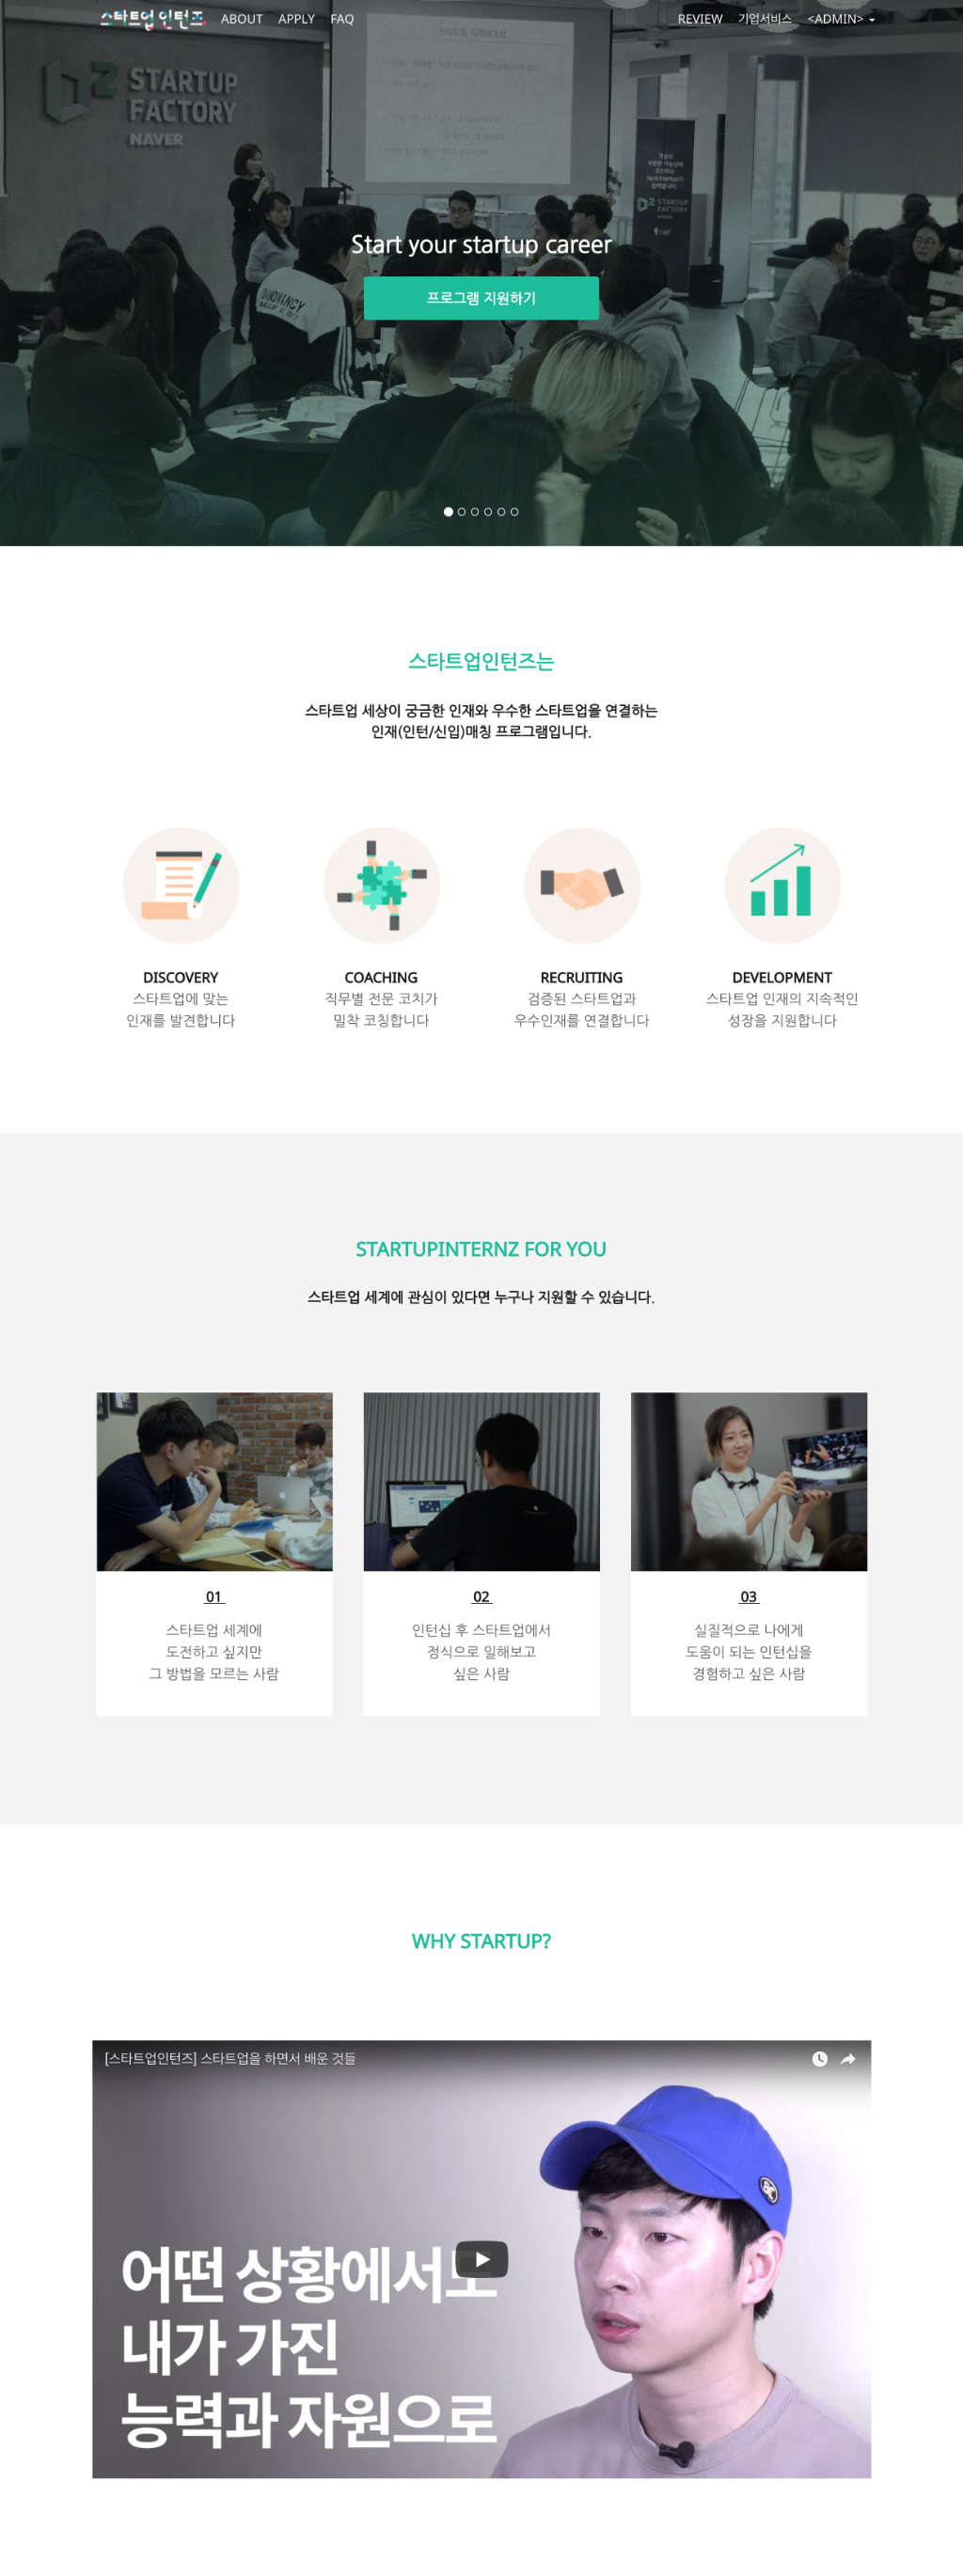 스타트업 인턴즈 ABOUT APPLY FAQ REVIEW 기업서비스 <ADMIN>
D2 STARTUP
FACTORY
NAVER
STARTUP
FACTORY
Start your startup career
프로그램 지원하기
스타트업인턴즈는
스타트업 세상이 궁금한 인재와 우수한 스타트업을 연결하는
인재(인턴/신입)매칭 프로그램입니다.
DISCOVERY
스타트업에 맞는
인재를 발견합니다
COACHING
직무별 전문 코치가
밀착 코칭합니다
RECRUITING
검증된 스타트업과
우수인재를 연결합니다
DEVELOPMENT
스타트업 인재의 지속적인
성장을 지원합니다
STARTUPINTERNZ FOR YOU
스타트업 세계에 관심이 있다면 누구나 지원할 수 있습니다.
01
스타트업 세계에
도전하고 싶지만
그 방법을 모르는 사람
02
인턴십 후 스타트업에서
정식으로 일해보고
싶은 사람
03
실질적으로 나에게
도움이 되는 인턴십을
경험하고 싶은 사람
WHY STARTUP?
[스타트업인턴즈] 스타트업을 하면서 배운 것들
어떤 상황에서도
내가 가진
능력과 자원으로